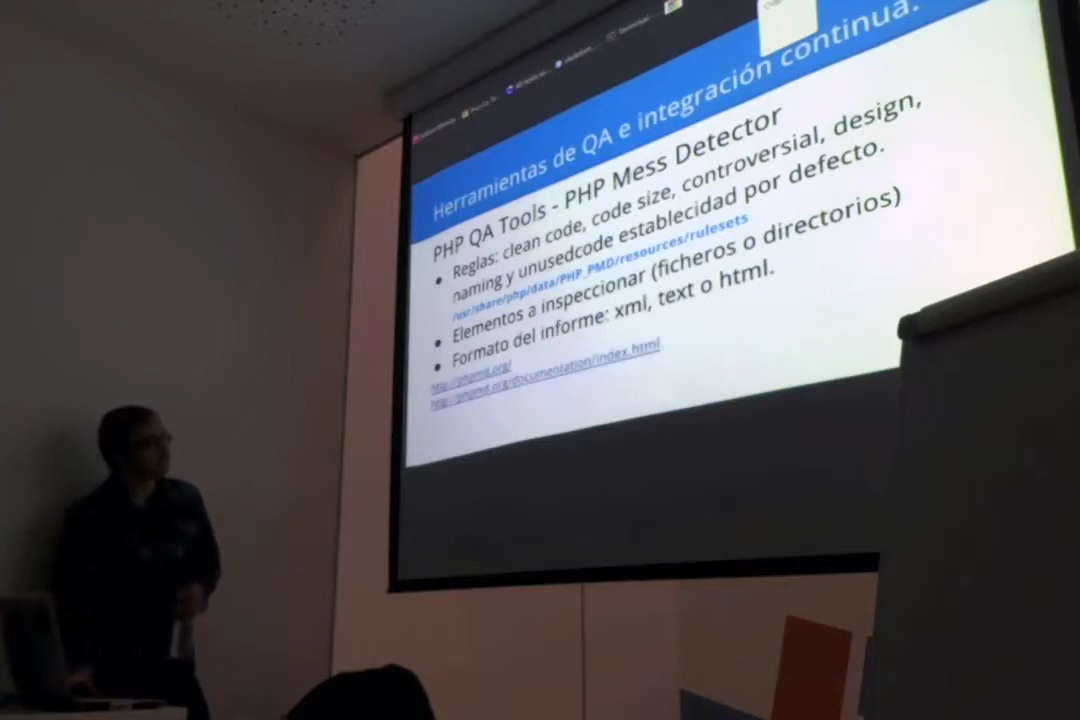 Herramientas de QA e integración continua.
PHP QA Tools - PHP Mess Detector
• Reglas: clean code, code size, controversial, design,
naming y unusedcode establecidad por defecto.
/usr/share/php/data/PHP_PMD/resources/rulesets
• Elementos a inspeccionar (ficheros o directorios)
• Formato del informe: xml, text o html.
http://phpmd.org/
http://phpmd.org/documentation/index.html